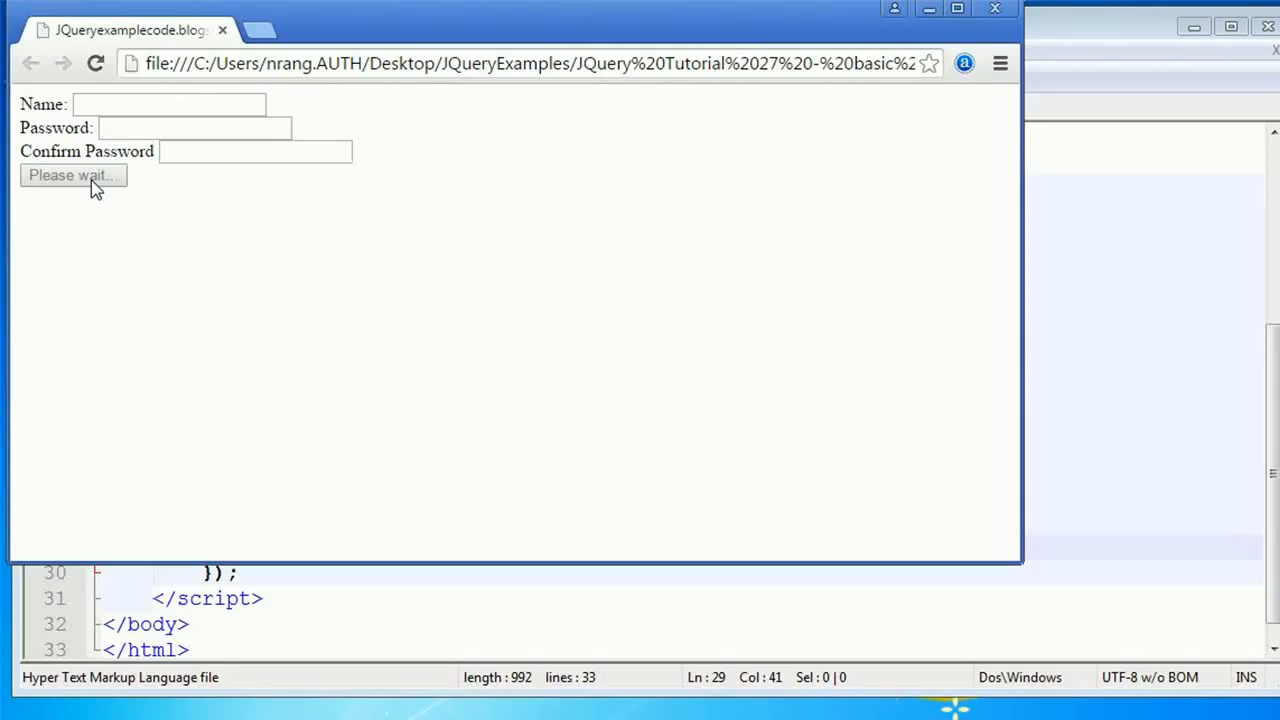 JQueryexamplecode.blogs
file:///C:/Users/nrang.AUTH/Desktop/JQueryExamples/JQuery%20Tutorial%2027%20-%20basic%2
Name:
Password:
Confirm Password
Please wait...
30 });
31 </script>
32 </body>
33 </html>
Hyper Text Markup Language file length : 992 lines : 33 Ln : 29 Col : 41 Sel : 0 | 0 Dos\Windows UTF-8 w/o BOM INS